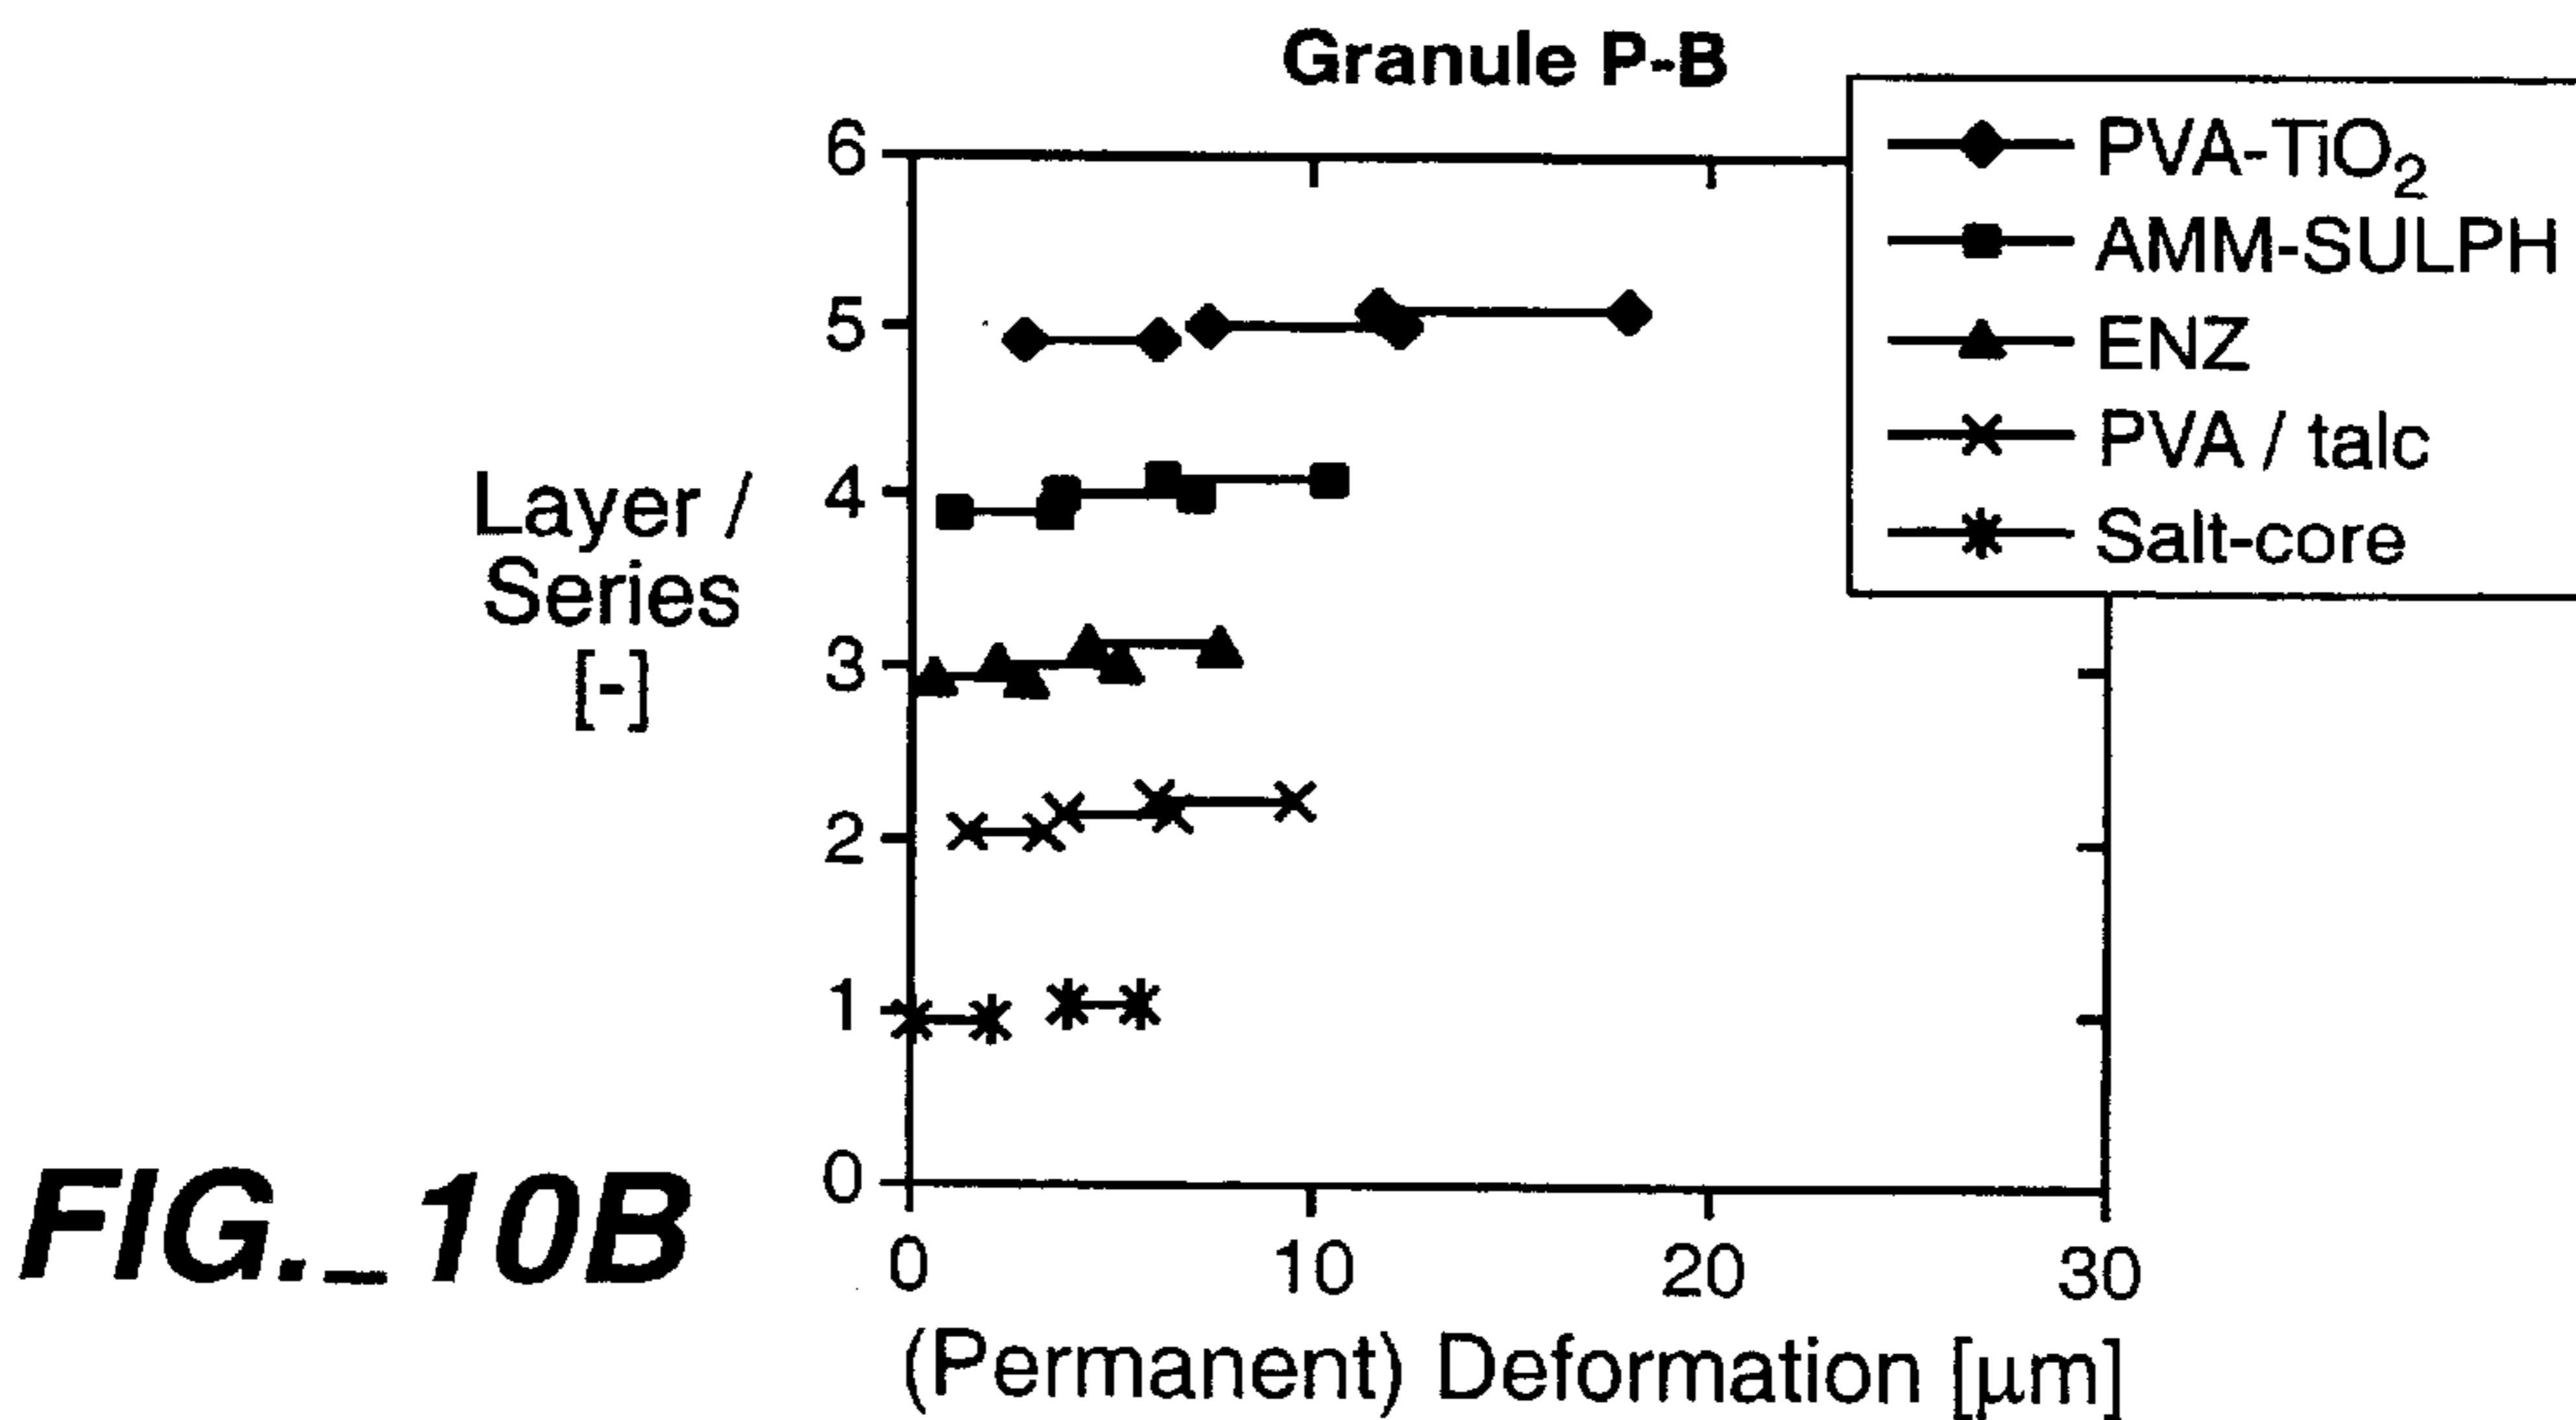 Granule P-B
PVA-TiO₂
AMM-SULPH
ENZ
PVA / talc
Salt-core
6
5
4
3
2
1
0
Layer /
Series
[-]
0 10 20 30
(Permanent) Deformation [μm]
FIG._10B